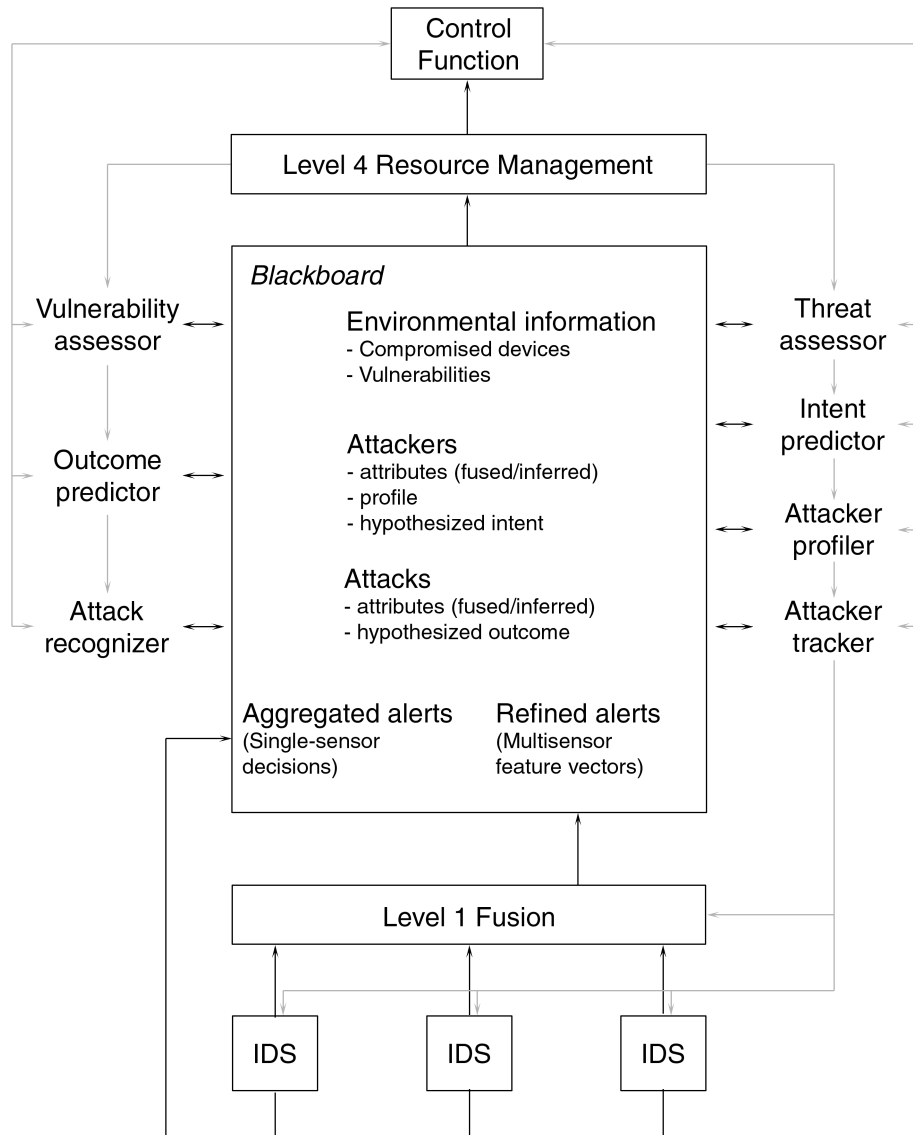 Control
Function
Level 4 Resource Management
Blackboard
Vulnerability
assessor
Environmental information
- Compromised devices
- Vulnerabilities
Threat
assessor
Intent
predictor
Outcome
predictor
Attackers
- attributes (fused/inferred)
- profile
- hypothesized intent
Attacker
profiler
Attack
recognizer
Attacks
- attributes (fused/inferred)
- hypothesized outcome
Attacker
tracker
Aggregated alerts
(Single-sensor
decisions)
Refined alerts
(Multisensor
feature vectors)
Level 1 Fusion
IDS
IDS
IDS